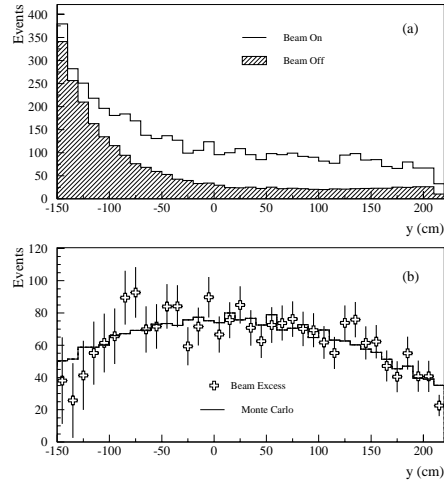 Events
400
350
300
250
200
150
100
50
0
(a)
Beam On
Beam Off
-150 -100 -50 0 50 100 150 200
y (cm)
Events
120
100
80
60
40
20
0
(b)
Beam Excess
Monte Carlo
-150 -100 -50 0 50 100 150 200
y (cm)